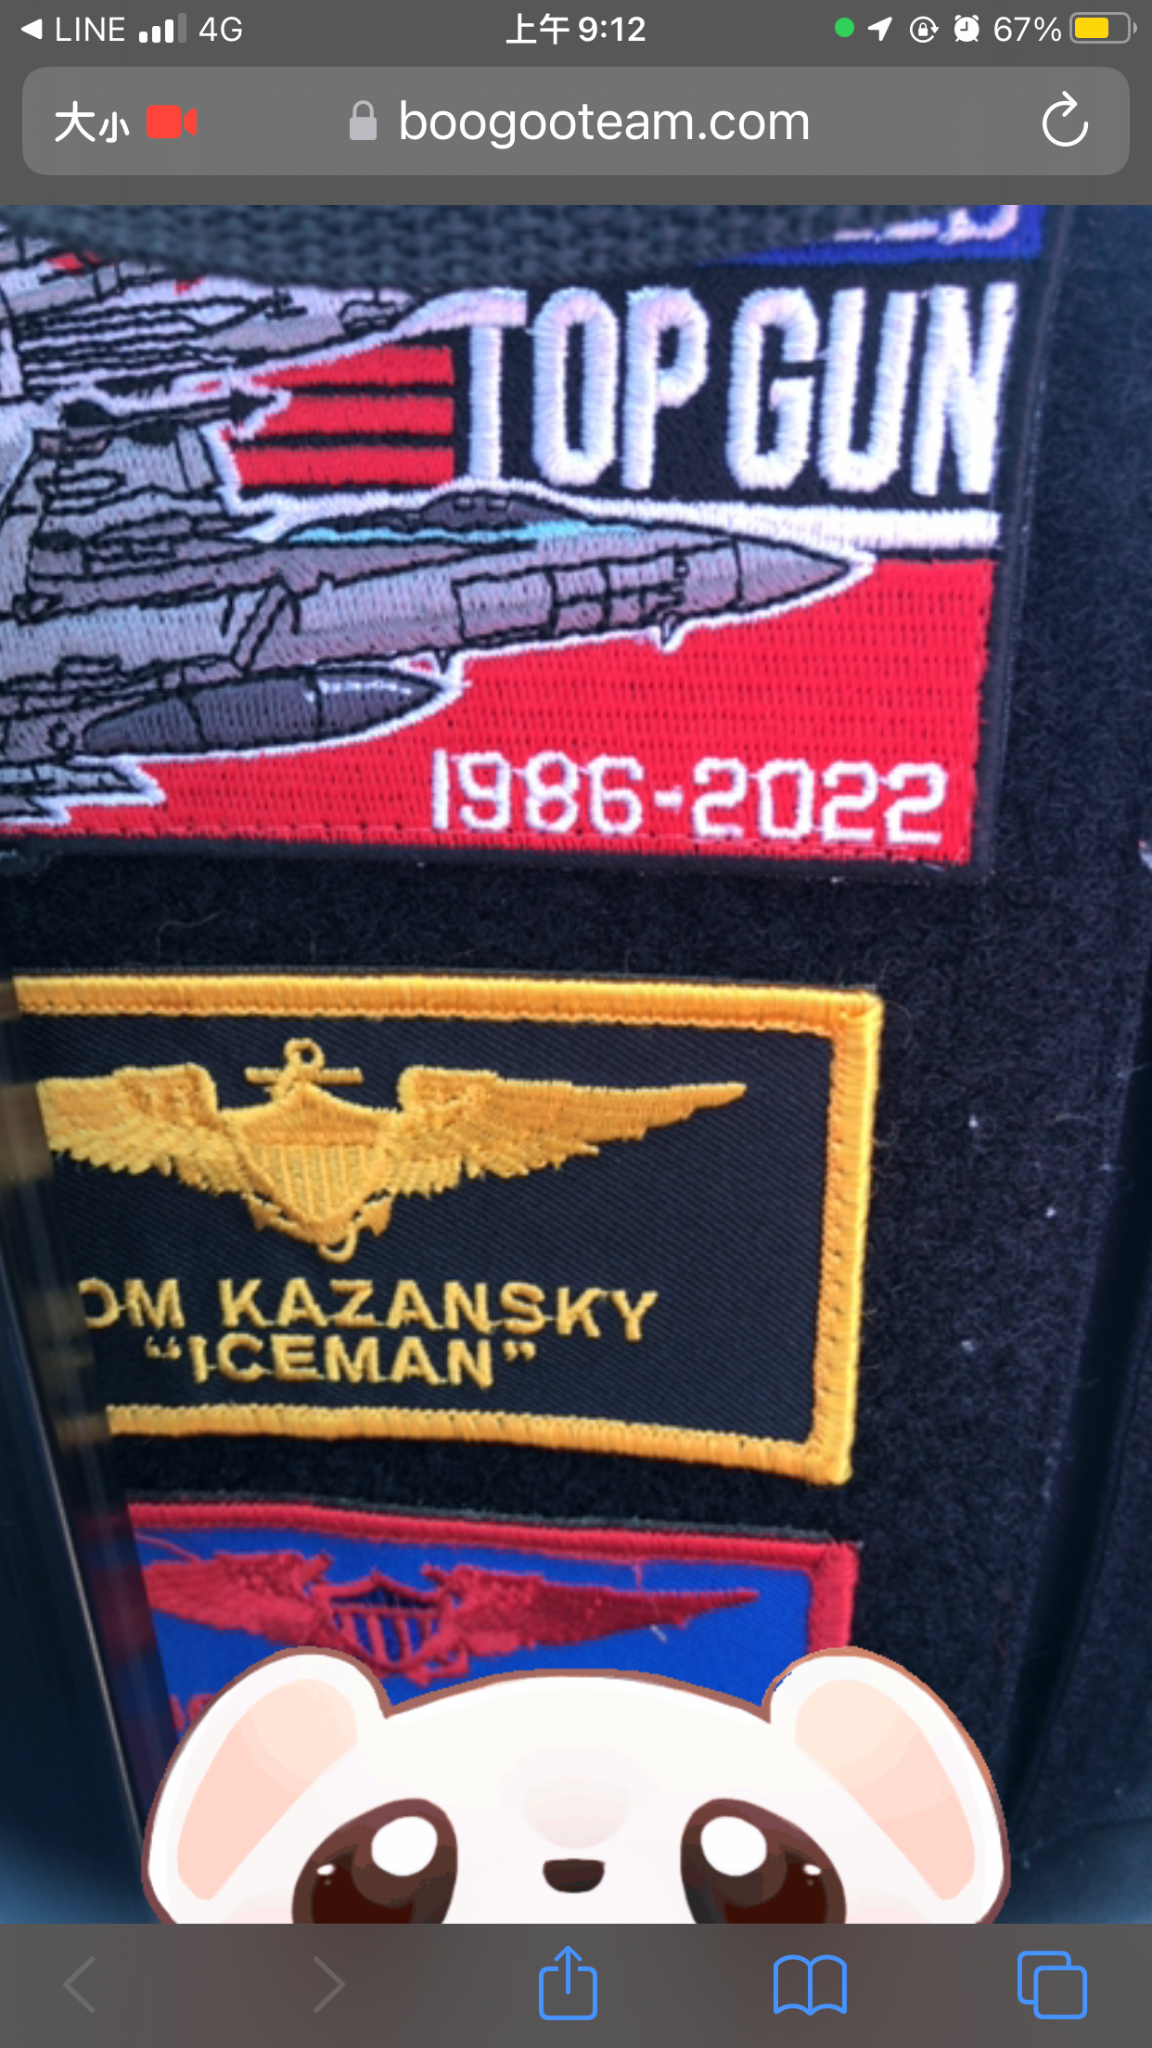 LINE 4G 上午9:12 67%
大小 boogooteam.com
TOP GUN
1986-2022
OM KAZANSKY
“ICEMAN”